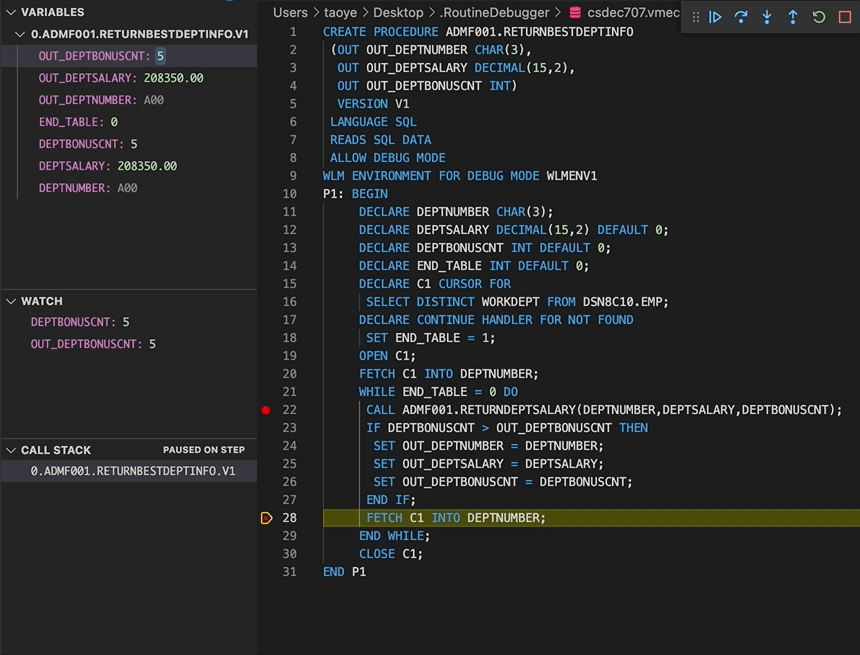 VARIABLES
0.ADMF001.RETURNBESTDEPTINFO.V1
OUT_DEPTBONUSCNT: 5
OUT_DEPTSALARY: 208350.00
OUT_DEPTNUMBER: A00
END_TABLE: 0
DEPTBONUSCNT: 5
DEPTSALARY: 208350.00
DEPTNUMBER: A00
WATCH
DEPTBONUSCNT: 5
OUT_DEPTBONUSCNT: 5
CALL STACK PAUSED ON STEP
0.ADMF001.RETURNBESTDEPTINFO.V1
Users > taoye > Desktop > .RoutineDebugger > csdec707.vmec
1 CREATE PROCEDURE ADMF001.RETURNBESTDEPTINFO
2 (OUT OUT_DEPTNUMBER CHAR(3),
3 OUT OUT_DEPTSALARY DECIMAL(15,2),
4 OUT OUT_DEPTBONUSCNT INT)
5 VERSION V1
6 LANGUAGE SQL
7 READS SQL DATA
8 ALLOW DEBUG MODE
9 WLM ENVIRONMENT FOR DEBUG MODE WLMENV1
10 P1: BEGIN
11 DECLARE DEPTNUMBER CHAR(3);
12 DECLARE DEPTSALARY DECIMAL(15,2) DEFAULT 0;
13 DECLARE DEPTBONUSCNT INT DEFAULT 0;
14 DECLARE END_TABLE INT DEFAULT 0;
15 DECLARE C1 CURSOR FOR
16 SELECT DISTINCT WORKDEPT FROM DSN8C10.EMP;
17 DECLARE CONTINUE HANDLER FOR NOT FOUND
18 SET END_TABLE = 1;
19 OPEN C1;
20 FETCH C1 INTO DEPTNUMBER;
21 WHILE END_TABLE = 0 DO
22 CALL ADMF001.RETURNDEPTSALARY(DEPTNUMBER,DEPTSALARY,DEPTBONUSCNT);
23 IF DEPTBONUSCNT > OUT_DEPTBONUSCNT THEN
24 SET OUT_DEPTNUMBER = DEPTNUMBER;
25 SET OUT_DEPTSALARY = DEPTSALARY;
26 SET OUT_DEPTBONUSCNT = DEPTBONUSCNT;
27 END IF;
28 FETCH C1 INTO DEPTNUMBER;
29 END WHILE;
30 CLOSE C1;
31 END P1